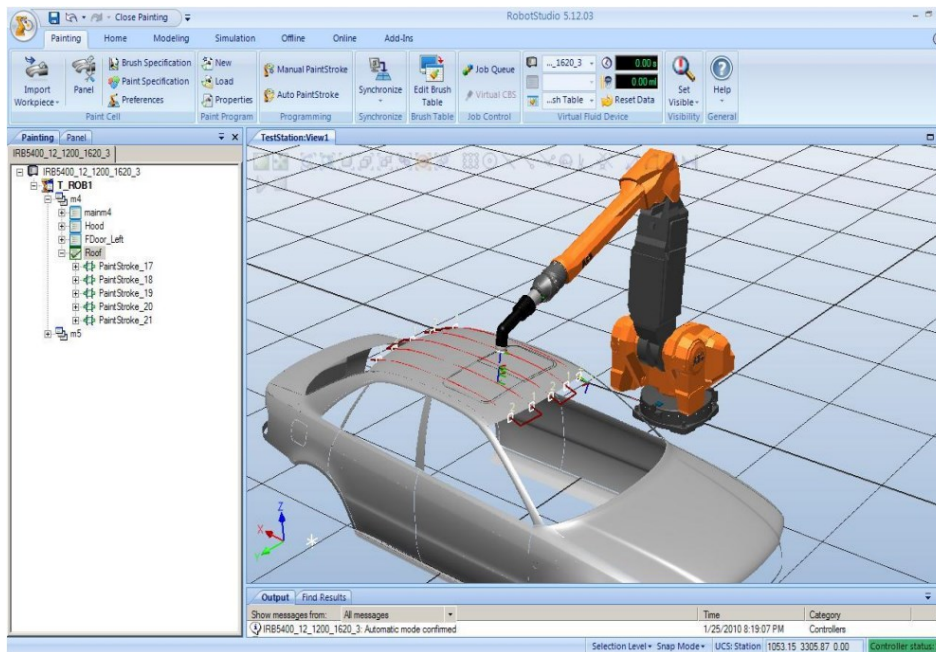 RobotStudio 5.12.03
Close Painting
Painting Home Modeling Simulation Offline Online Add-Ins
Import Workpiece
Panel
Brush Specification
Paint Specification
Preferences
Paint Cell
New
Load
Properties
Paint Program
Manual PaintStroke
Auto PaintStroke
Programming
Synchronize
Synchronize
Edit Brush Table
Brush Table
Job Queue
Virtual CBS
Job Control
..._1620_3
0.00 s
0.00 ml
...sh Table
Reset Data
Virtual Fluid Device
Set Visible
Visibility
Help
General
Painting Panel
IRB5400_12_1200_1620_3
IRB5400_12_1200_1620_3
T_ROB1
m4
mainm4
Hood
FDoor_Left
Roof
PaintStroke_17
PaintStroke_18
PaintStroke_19
PaintStroke_20
PaintStroke_21
m5
TestStation:View1
Z
X
Y
Output Find Results
Show messages from: All messages Time Category
IRB5400_12_1200_1620_3: Automatic mode confirmed 1/25/2010 8:19:07 PM Controllers
Selection Level Snap Mode UCS: Station 1053.15 3305.87 0.00 Controller status: